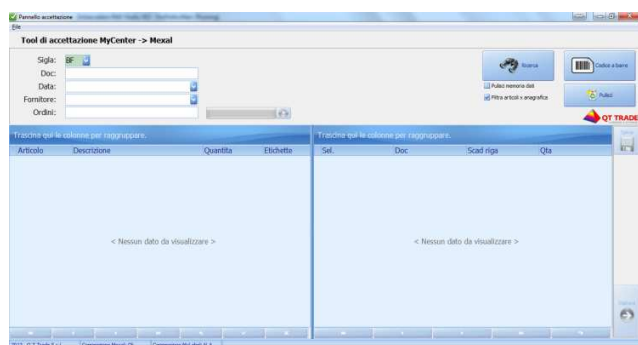 Pannello accettazione
File
Tool di accettazione MyCenter -> Mexal
Sigla: BF
Doc:
Data:
Fornitore:
Ordini:
Ricerca
Codice a barre
Pulisci memoria dati
Filtra articoli x anagrafica
Pulisci
QT TRADE
Trascina qui le colonne per raggruppare.
Articolo Descrizione Quantita Etichette
< Nessun dato da visualizzare >
Trascina qui le colonne per raggruppare.
Sel. Doc Scad riga Qta
< Nessun dato da visualizzare >